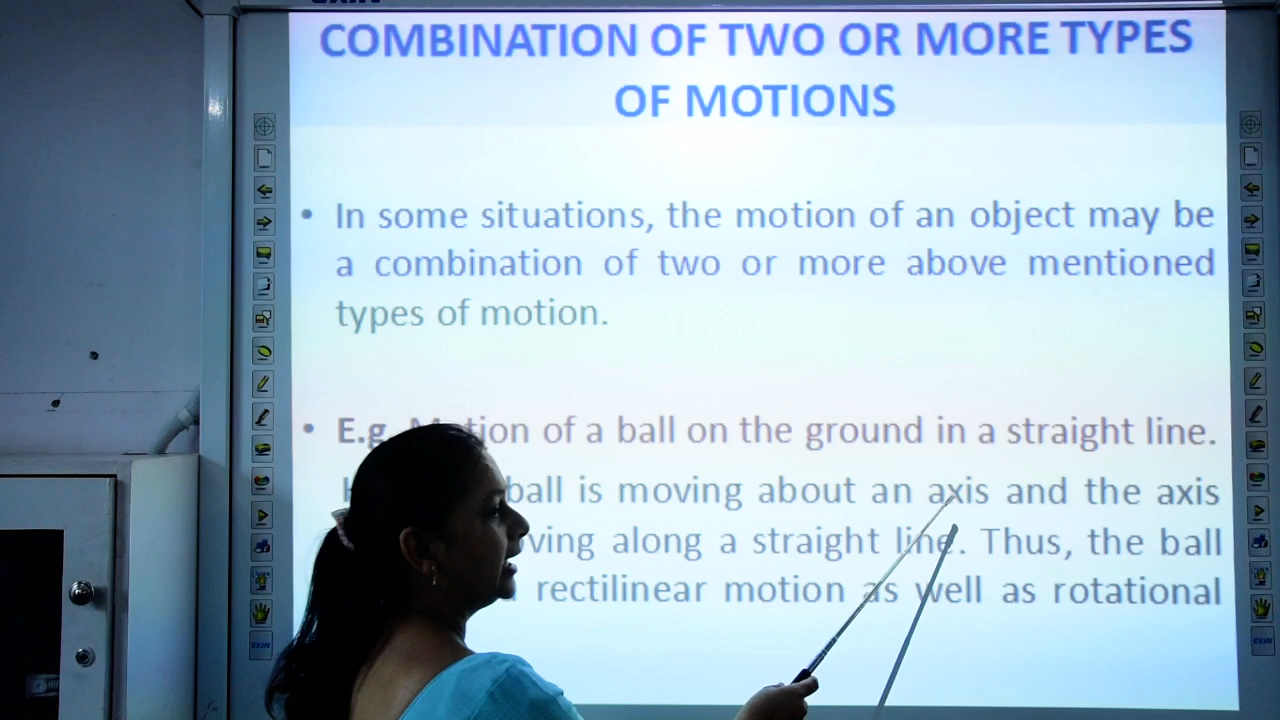 COMBINATION OF TWO OR MORE TYPES
OF MOTIONS
• In some situations, the motion of an object may be
a combination of two or more above mentioned
types of motion.
• E.g. Motion of a ball on the ground in a straight line.
ball is moving about an axis and the axis
along a straight line. Thus, the ball
rectilinear motion as well as rotational
EKIN
EKIN